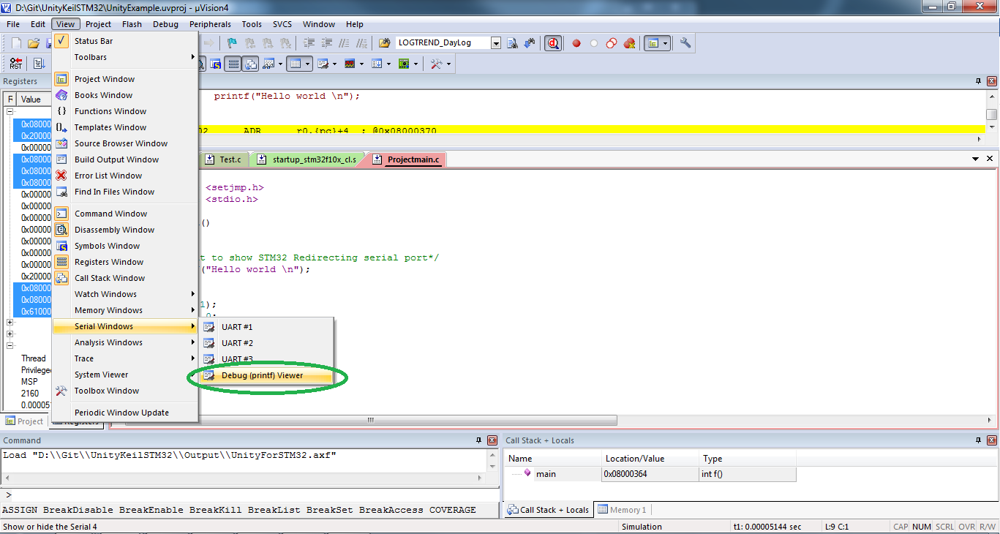 D:\Git\UnityKeilSTM32\UnityExample.uvproj - µVision4
File Edit View Project Flash Debug Peripherals Tools SVCS Window Help
LOGTREND_DayLog
RST
Registers
R Value
0x08000
0x20000
0x00000
0x08000
0x08000
0x08000
0x00000
0x00000
0x00000
0x00000
0x00000
0x00000
0x00000
0x20000
0x08000
0x08000
0x61000
Thread
Privileged
MSP
2160
0.00005
Project Registers
Status Bar
Toolbars
Project Window
Books Window
Functions Window
Templates Window
Source Browser Window
Build Output Window
Error List Window
Find In Files Window
Command Window
Disassembly Window
Symbols Window
Registers Window
Call Stack Window
Watch Windows
Memory Windows
Serial Windows
Analysis Windows
Trace
System Viewer
Toolbox Window
Periodic Window Update
UART #1
UART #2
UART #3
Debug (printf) Viewer
printf("Hello world \n");
02 ADR r0,{pc}+4 ; @0x08000370
Test.c startup_stm32f10x_cl.s Projectmain.c
<setjmp.h>
<stdio.h>
()
t to show STM32 Redirecting serial port*/
("Hello world \n");
1);
0;
Command
Load "D:\\Git\\UnityKeilSTM32\\Output\\UnityForSTM32.axf"
>
ASSIGN BreakDisable BreakEnable BreakKill BreakList BreakSet BreakAccess COVERAGE
Call Stack + Locals
Name Location/Value Type
main 0x08000364 int f()
Call Stack + Locals Memory 1
Show or hide the Serial 4 Simulation t1: 0.00005144 sec L:9 C:1 CAP NUM SCRL OVR R/W